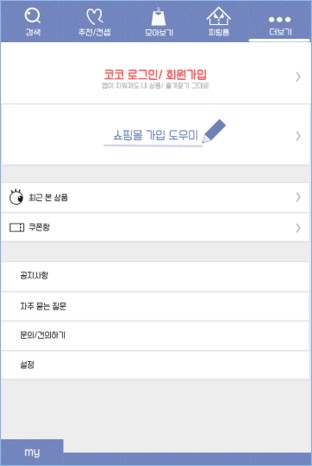 검색
추천/컨셉
모아보기
피핑톰
더보기
코코 로그인/ 회원가입
앱이 지워져도 내 상품/ 즐겨찾기 그대로
쇼핑몰 가입 도우미
최근 본 상품
쿠폰함
공지사항
자주 묻는 질문
문의/건의하기
설정
my